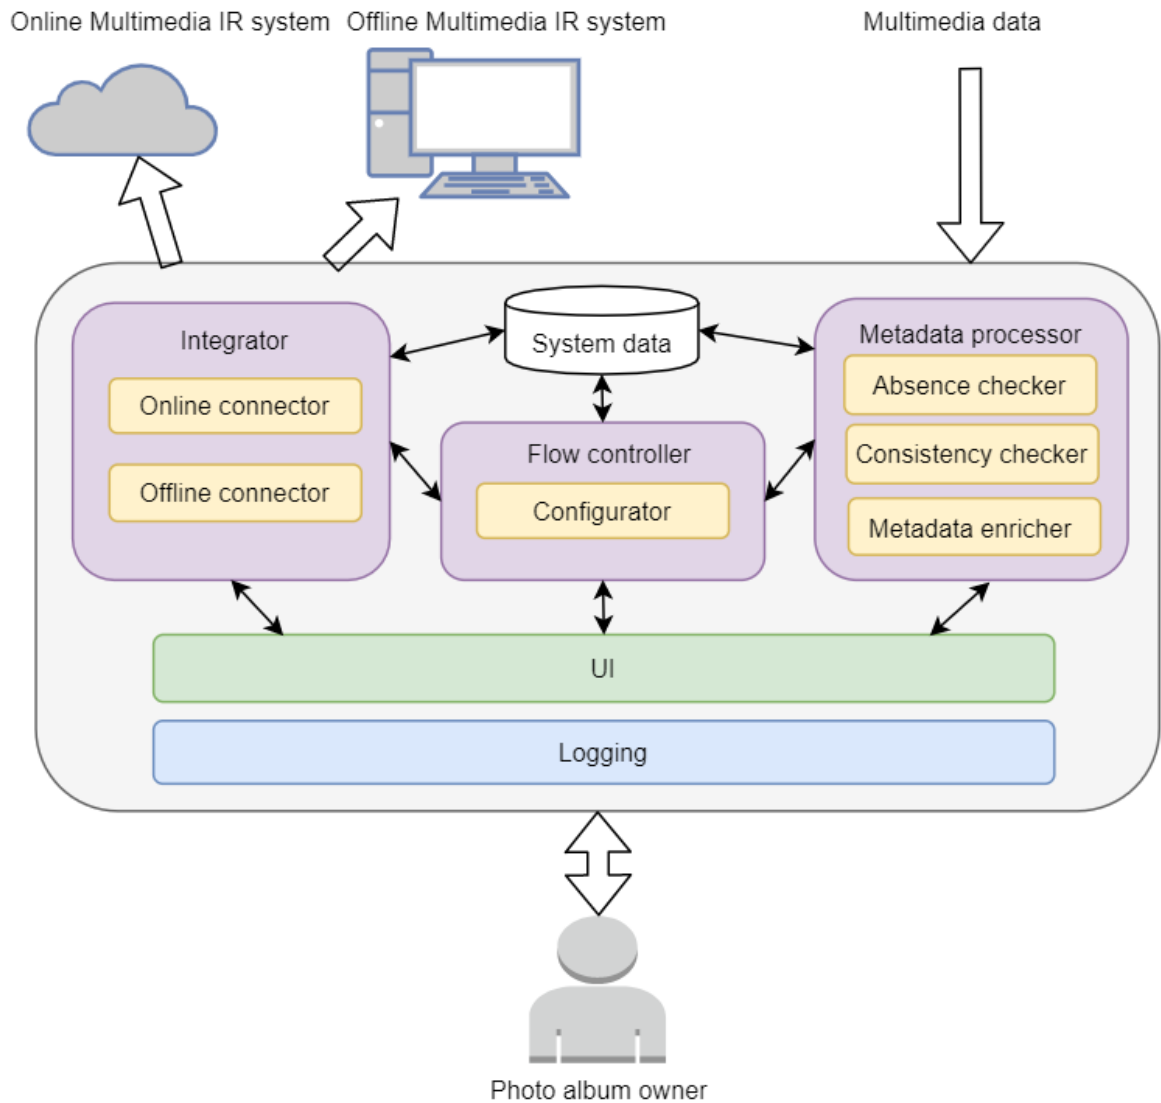 Online Multimedia IR system
Offline Multimedia IR system
Multimedia data
Integrator
Online connector
Offline connector
System data
Flow controller
Configurator
Metadata processor
Absence checker
Consistency checker
Metadata enricher
UI
Logging
Photo album owner